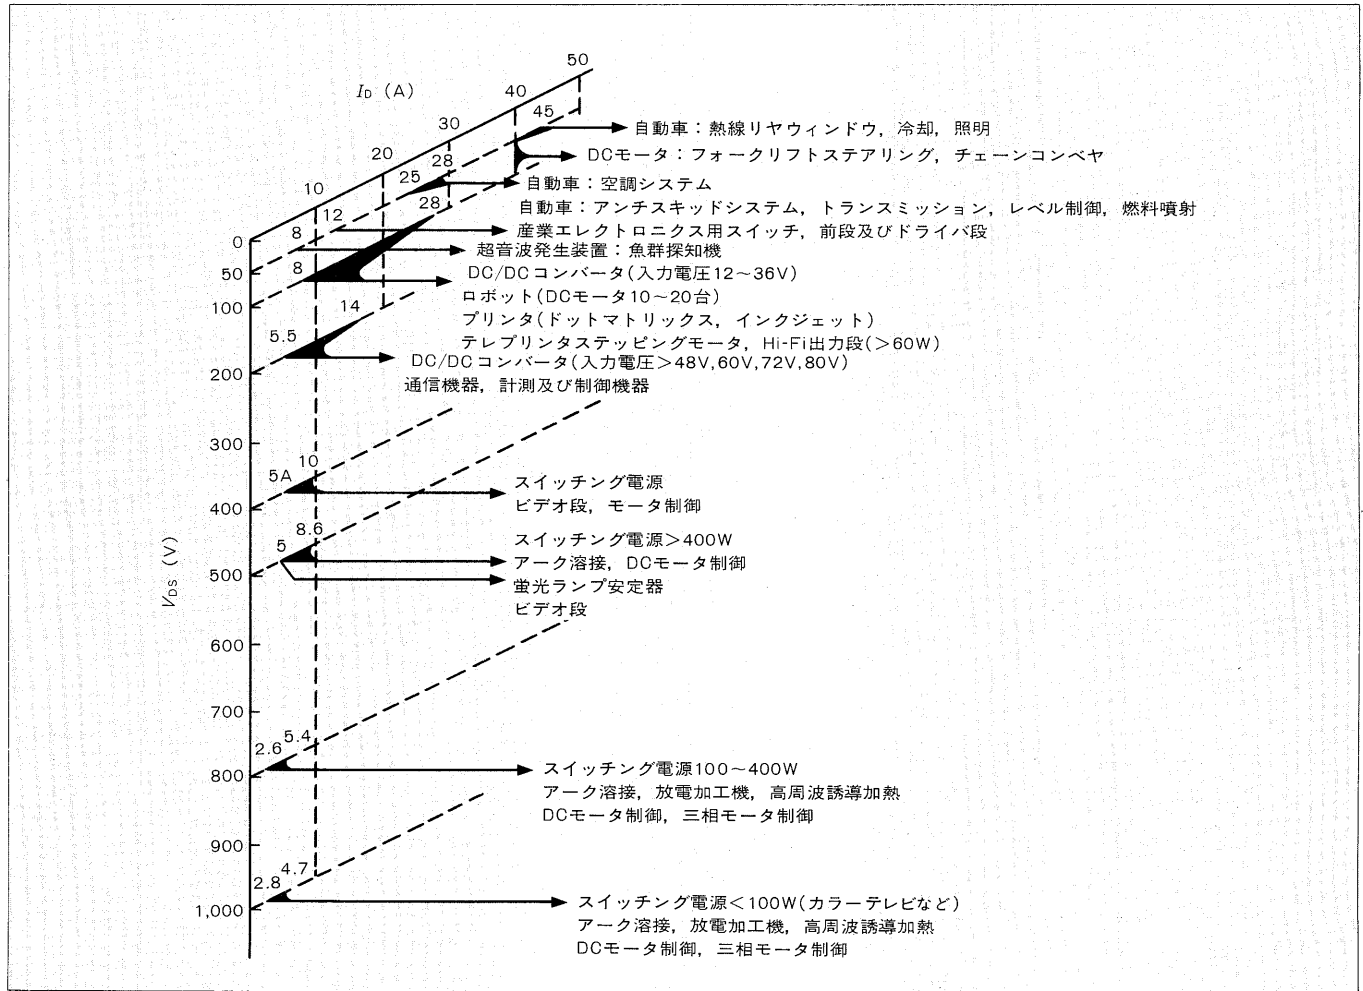 50
I_D (A)
40
45
自動車：熱線リヤウィンドウ，冷却，照明
30
DCモータ：フォークリフトステアリング，チェーンコンベヤ
20
28
25
自動車：空調システム
10
28
自動車：アンチスキッドシステム，トランスミッション，レベル制御，燃料噴射
12
産業エレクトロニクス用スイッチ，前段及びドライバ段
0
8
超音波発生装置：魚群探知機
50
8
DC/DCコンバータ(入力電圧12〜36V)
ロボット(DCモータ10〜20台)
100
14
プリンタ(ドットマトリックス，インクジェット)
5.5
テレプリンタステッピングモータ，Hi-Fi出力段(>60W)
DC/DCコンバータ(入力電圧>48V,60V,72V,80V)
200
通信機器，計測及び制御機器
300
10
5A
スイッチング電源
ビデオ段，モータ制御
400
8.6
5
スイッチング電源>400W
アーク溶接，DCモータ制御
500
V_DS (V)
蛍光ランプ安定器
ビデオ段
600
700
5.4
2.6
800
スイッチング電源100〜400W
アーク溶接，放電加工機，高周波誘導加熱
DCモータ制御，三相モータ制御
900
4.7
2.8
1,000
スイッチング電源<100W(カラーテレビなど)
アーク溶接，放電加工機，高周波誘導加熱
DCモータ制御，三相モータ制御